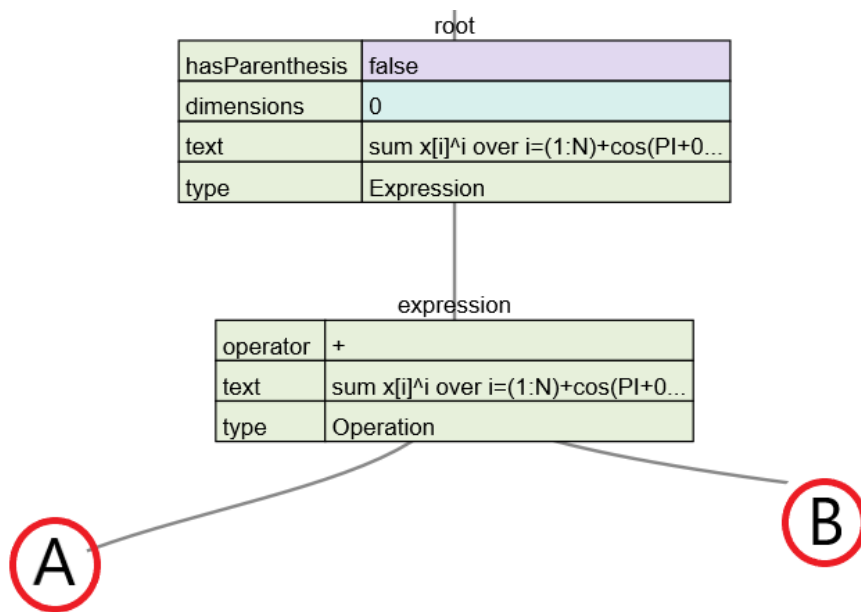 root
hasParenthesis false
dimensions 0
text sum x[i]^i over i=(1:N)+cos(PI+0...
type Expression
expression
operator +
text sum x[i]^i over i=(1:N)+cos(PI+0...
type Operation
A
B